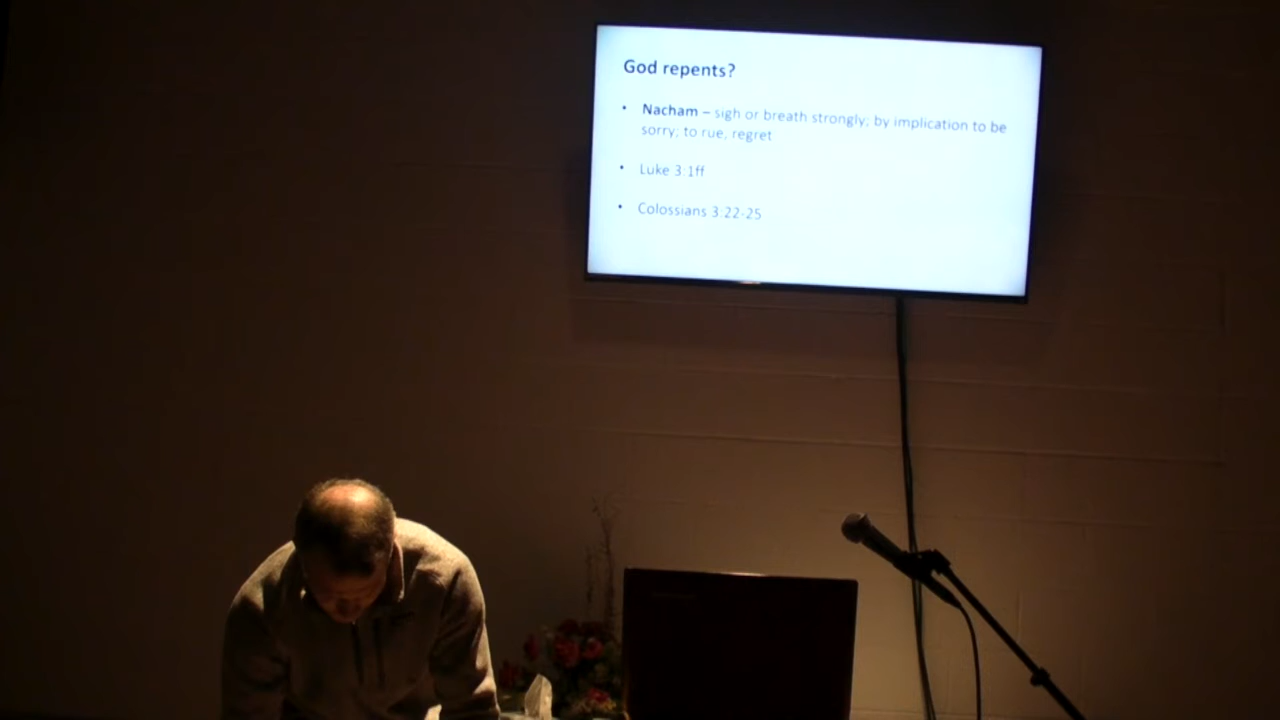 God repents?
• Nacham – sigh or breath strongly; by implication to be
sorry; to rue, regret
• Luke 3:1ff
• Colossians 3:22-25